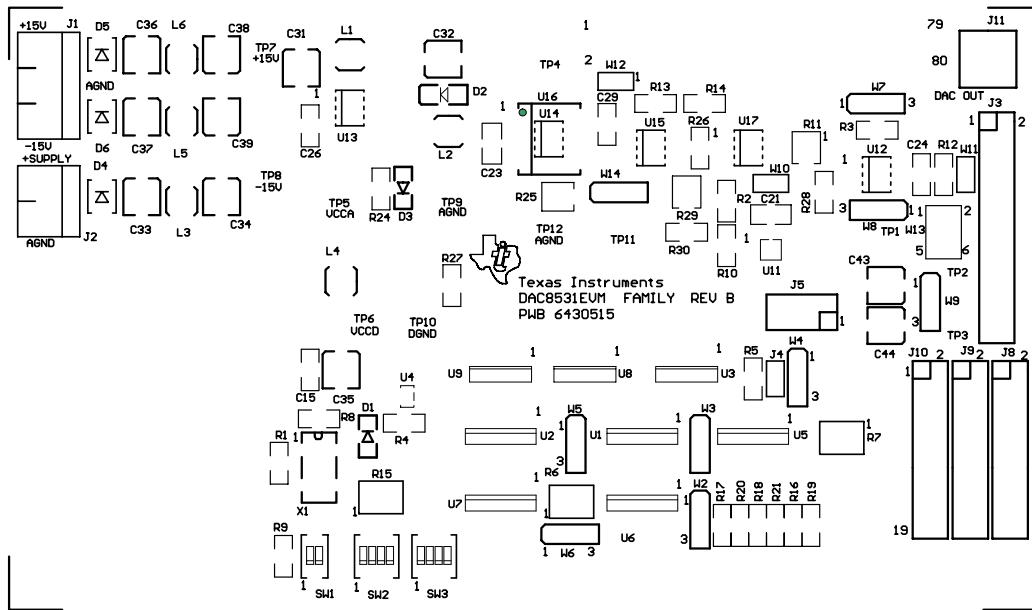 +15V J1 D5 C36 L6 C38 TP7 +15V C31 L1 C32 1 79 J11
2 TP4 W12 80 DAC OUT
AGND 1 D2 U16 R13 R14 W7 J3
1 U14 C29 1 3 1 2
U13 C26 L2 C23 U15 R26 U17 R11 R3
-15V D6 C37 L5 C39 1 1 1 U12 C24 R12 W11
+SUPPLY D4 TP8 -15V R25 W14 W10
AGND J2 C33 L3 C34 TP5 VCCA R24 D3 TP9 AGND TP12 AGND TP11 R29 R30 R2 C21 R28 3 1 W8 TP1 W13 1 2
L4 R27 R10 1 U11 5 6 C43 TP2
Texas Instruments
DAC8531EVM FAMILY REV B
PWB 6430515
J5 1 1 W9 3 TP3
TP6 VCCD TP10 DGND C44 J10 2 J9 2 J8 2
C15 C35 U4 U9 1 U8 1 U3 1 R5 J4 W4 1 3 1
R1 1 R8 D1 R4 1 U2 W5 3 U1 1 W3 1 U5 R7 1
X1 R15 1 U7 1 R6 1 1 W2 1 R17 R20 R18 R21 R16 R19
R9 1 W6 3 U6 3 19
1 SW1 1 SW2 1 SW3